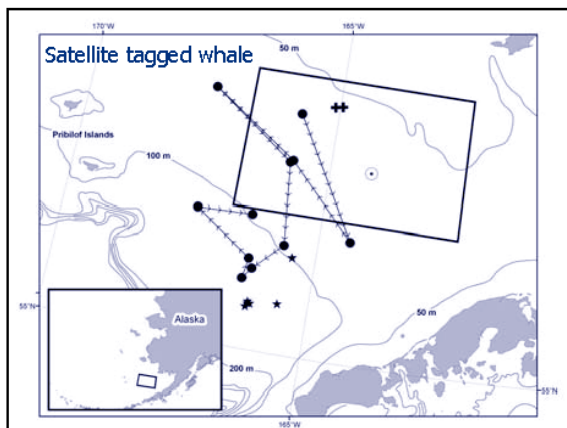 170°W
165°W
Satellite tagged whale
50 m
Pribilof Islands
100 m
55°N
50 m
Alaska
200 m
55°N
165°W